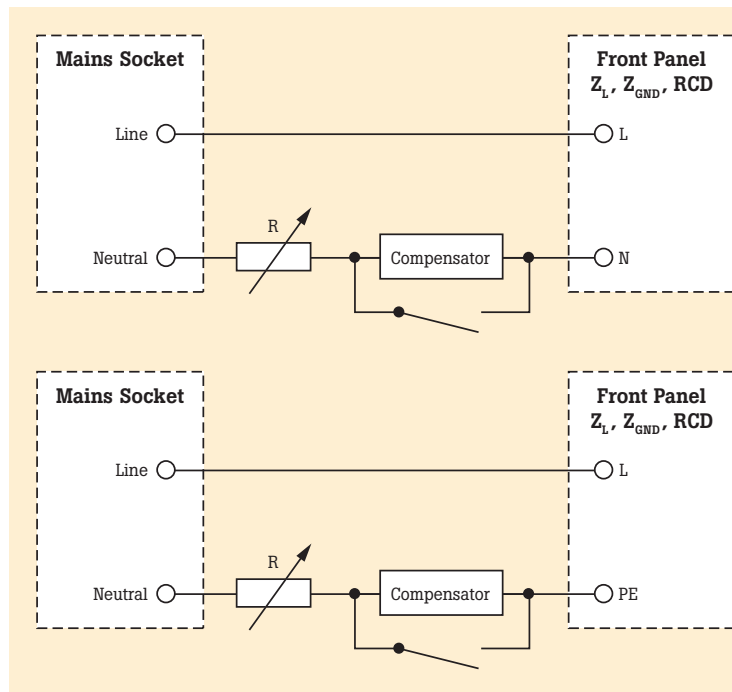 Mains Socket
Front Panel
Z_L, Z_GND, RCD
Line
L
R
Neutral
Compensator
N
Mains Socket
Front Panel
Z_L, Z_GND, RCD
Line
L
R
Neutral
Compensator
PE